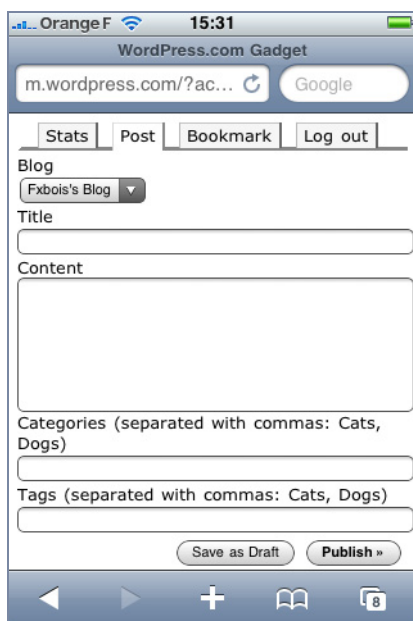 Orange F 15:31
WordPress.com Gadget
m.wordpress.com/?ac... Google
Stats Post Bookmark Log out
Blog
Fxbois's Blog
Title
Content
Categories (separated with commas: Cats,
Dogs)
Tags (separated with commas: Cats, Dogs)
Save as Draft Publish »
8